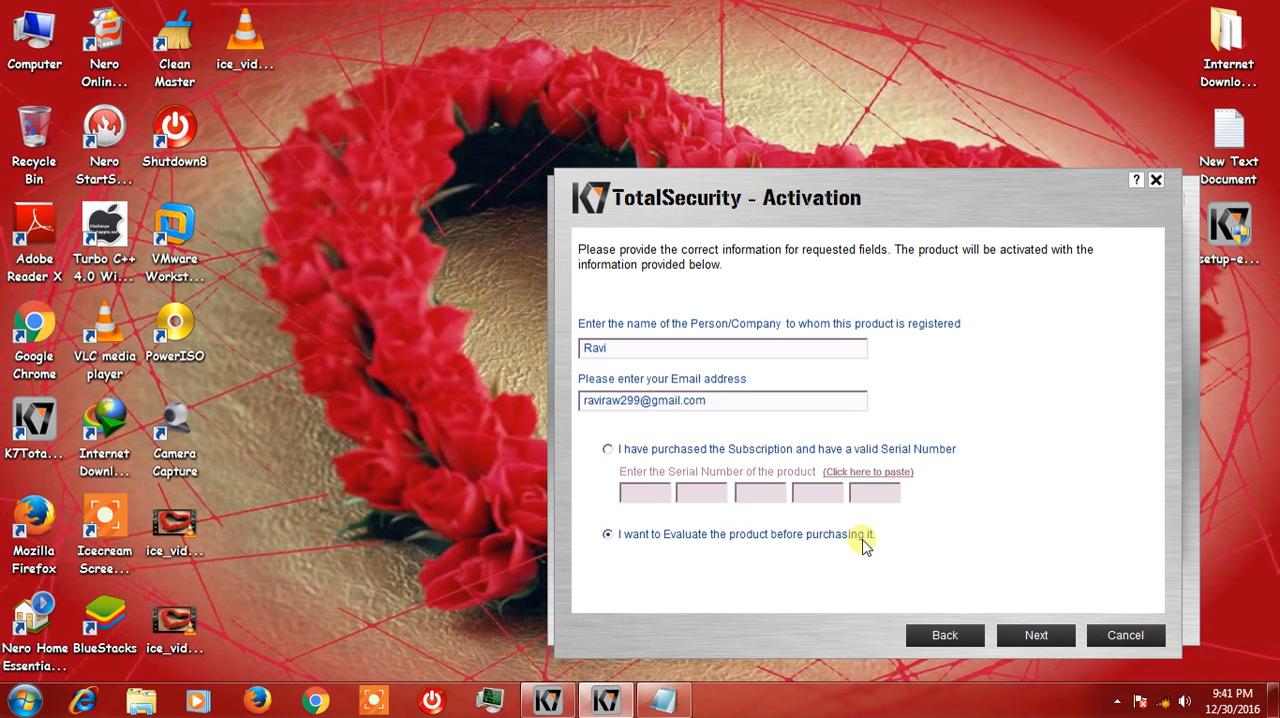 Computer
Nero
Onlin...
Clean
Master
ice_vid...
Internet
Downlo...
Recycle
Bin
Nero
StartS...
Shutdown8
New Text
Document
Adobe
Reader X
Turbo C++
4.0 Wi...
VMware
Workst...
setup-e...
Google
Chrome
VLC media
player
PowerISO
K7Tota...
Internet
Downl...
Camera
Capture
Mozilla
Firefox
Icecream
Scree...
ice_vid...
Nero Home
Essentia...
BlueStacks
ice_vid...
K7TotalSecurity - Activation
?
Please provide the correct information for requested fields. The product will be activated with the
information provided below.
Enter the name of the Person/Company to whom this product is registered
Ravi
Please enter your Email address
raviraw299@gmail.com
I have purchased the Subscription and have a valid Serial Number
Enter the Serial Number of the product (Click here to paste)
I want to Evaluate the product before purchasing it.
Back
Next
Cancel
9:41 PM
12/30/2016